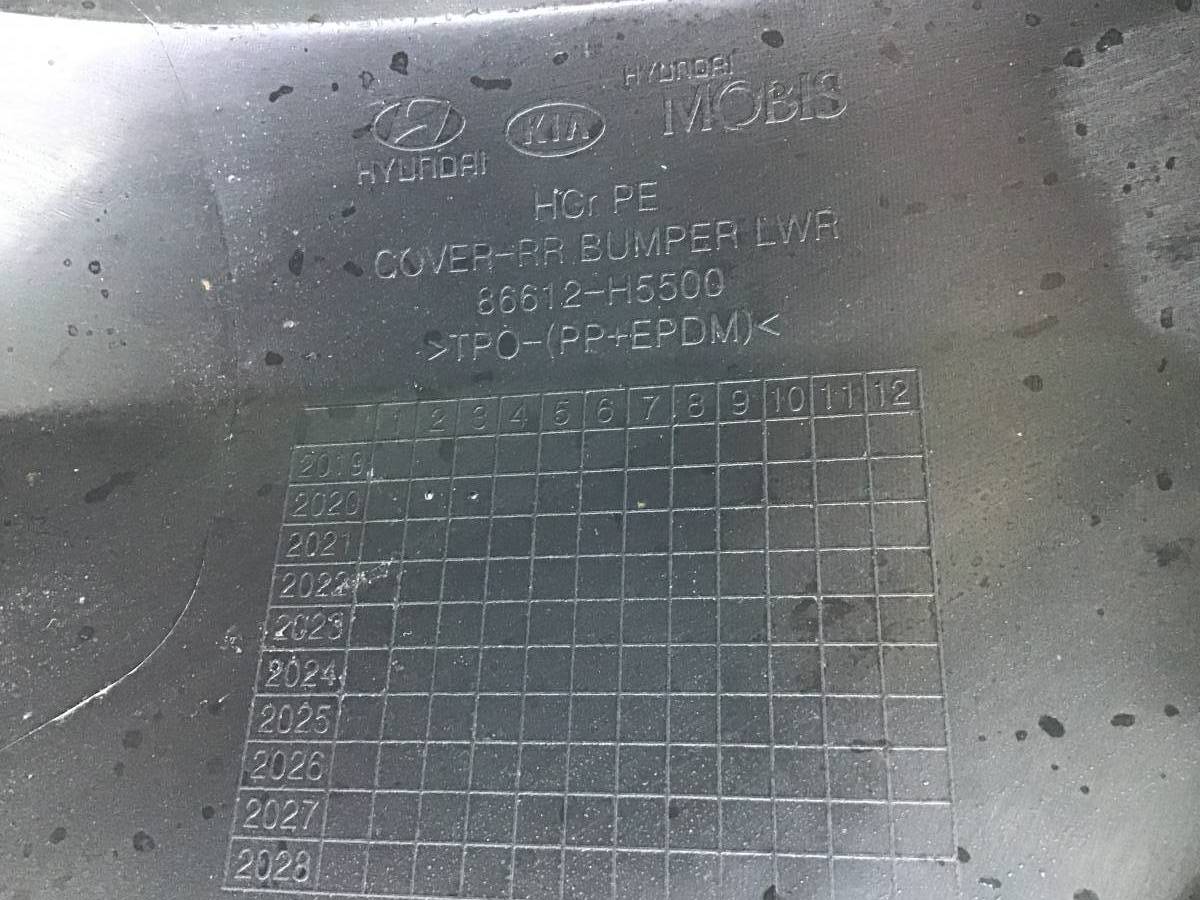 HYUNDAI
KIA
HYUNDAI
MOBIS
HCr PE
COVER-RR BUMPER LWR
86612-H5500
>TPO-(PP+EPDM)<
1 2 3 4 5 6 7 8 9 10 11 12
2019
2020
2021
2022
2023
2024
2025
2026
2027
2028